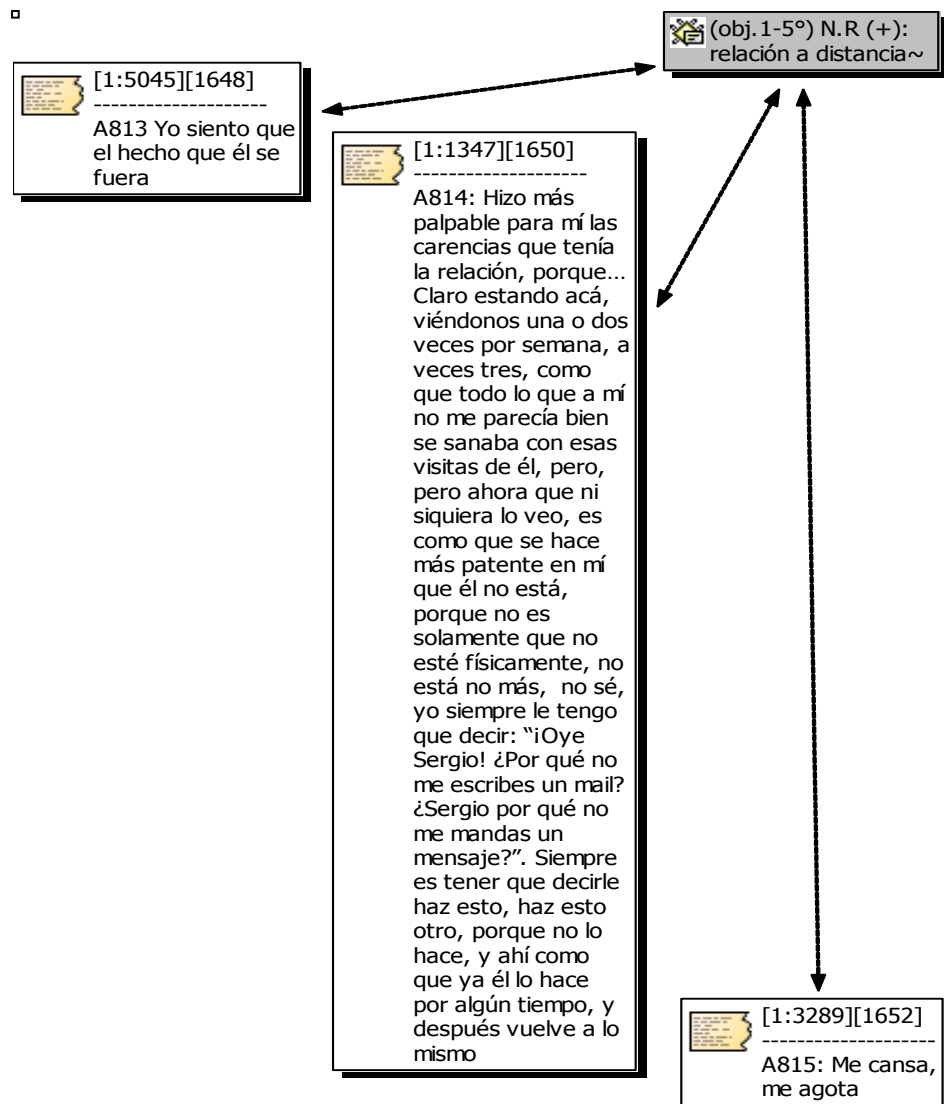 (obj.1-5°) N.R (+):
relación a distancia~
[1:5045][1648]
--------------------
A813 Yo siento que
el hecho que él se
fuera
[1:1347][1650]
--------------------
A814: Hizo más
palpable para mí las
carencias que tenía
la relación, porque...
Claro estando acá,
viéndonos una o dos
veces por semana, a
veces tres, como
que todo lo que a mí
no me parecía bien
se sanaba con esas
visitas de él, pero,
pero ahora que ni
siquiera lo veo, es
como que se hace
más patente en mí
que él no está,
porque no es
solamente que no
esté físicamente, no
está no más,  no sé,
yo siempre le tengo
que decir: “¡Oye
Sergio! ¿Por qué no
me escribes un mail?
¿Sergio por qué no
me mandas un
mensaje?”. Siempre
es tener que decirle
haz esto, haz esto
otro, porque no lo
hace, y ahí como
que ya él lo hace
por algún tiempo, y
después vuelve a lo
mismo
[1:3289][1652]
--------------------
A815: Me cansa,
me agota